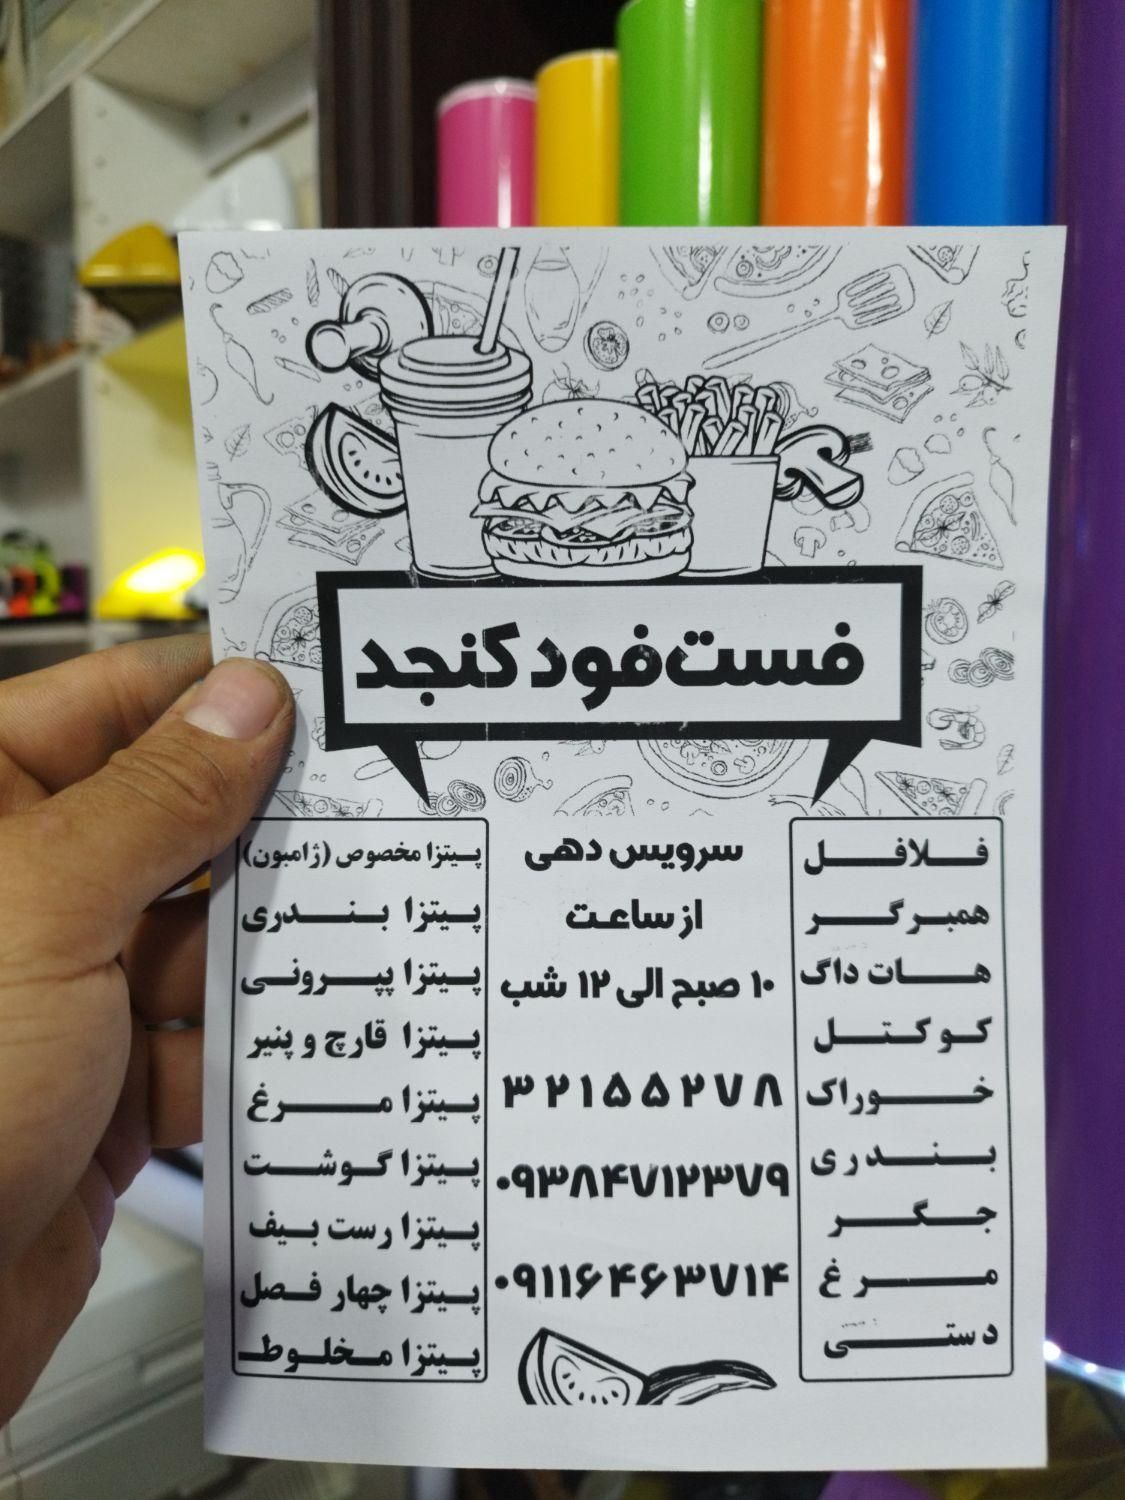 فست‌فود کنجد
فلافل
همبرگر
هات داگ
کوکتل
خوراک
بندری
جگر
مرغ
دستی
سرویس دهی
از ساعت
۱۰ صبح الی ۱۲ شب
۳۲۱۵۵۲۷۸
۰۹۳۸۴۷۱۲۳۷۹
۰۹۱۱۶۴۶۳۷۱۴
پیتزا مخصوص (ژامبون)
پیتزا بندری
پیتزا پپرونی
پیتزا قارچ و پنیر
پیتزا مرغ
پیتزا گوشت
پیتزا رست بیف
پیتزا چهار فصل
پیتزا مخلوط